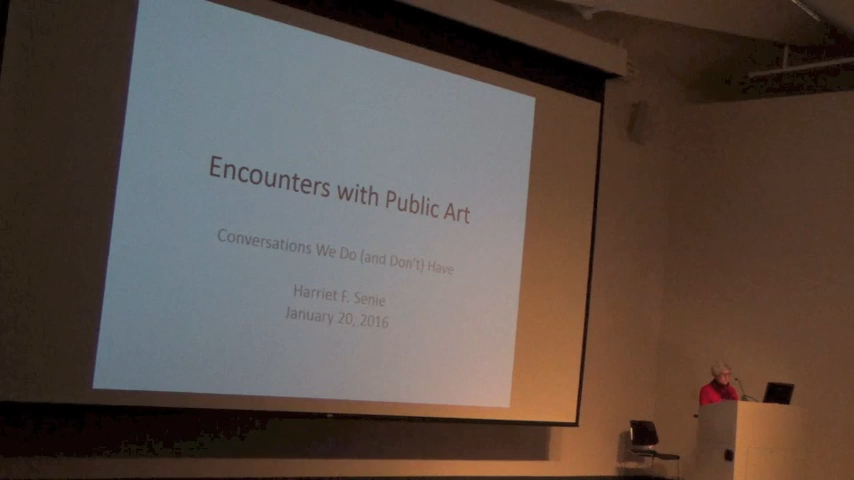 Encounters with Public Art
Conversations We Do (and Don't) Have
Harriet F. Senie
January 20, 2016